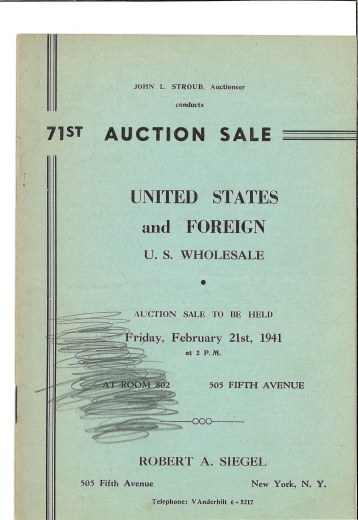 JOHN L. STROUB, Auctioneer
conducts
71ST AUCTION SALE
UNITED STATES
and FOREIGN
U. S. WHOLESALE
AUCTION SALE TO BE HELD
Friday, February 21st, 1941
at 2 P. M.
AT ROOM 802 505 FIFTH AVENUE
ROBERT A. SIEGEL
505 Fifth Avenue New York, N. Y.
Telephone: VAnderbilt 6 - 5217